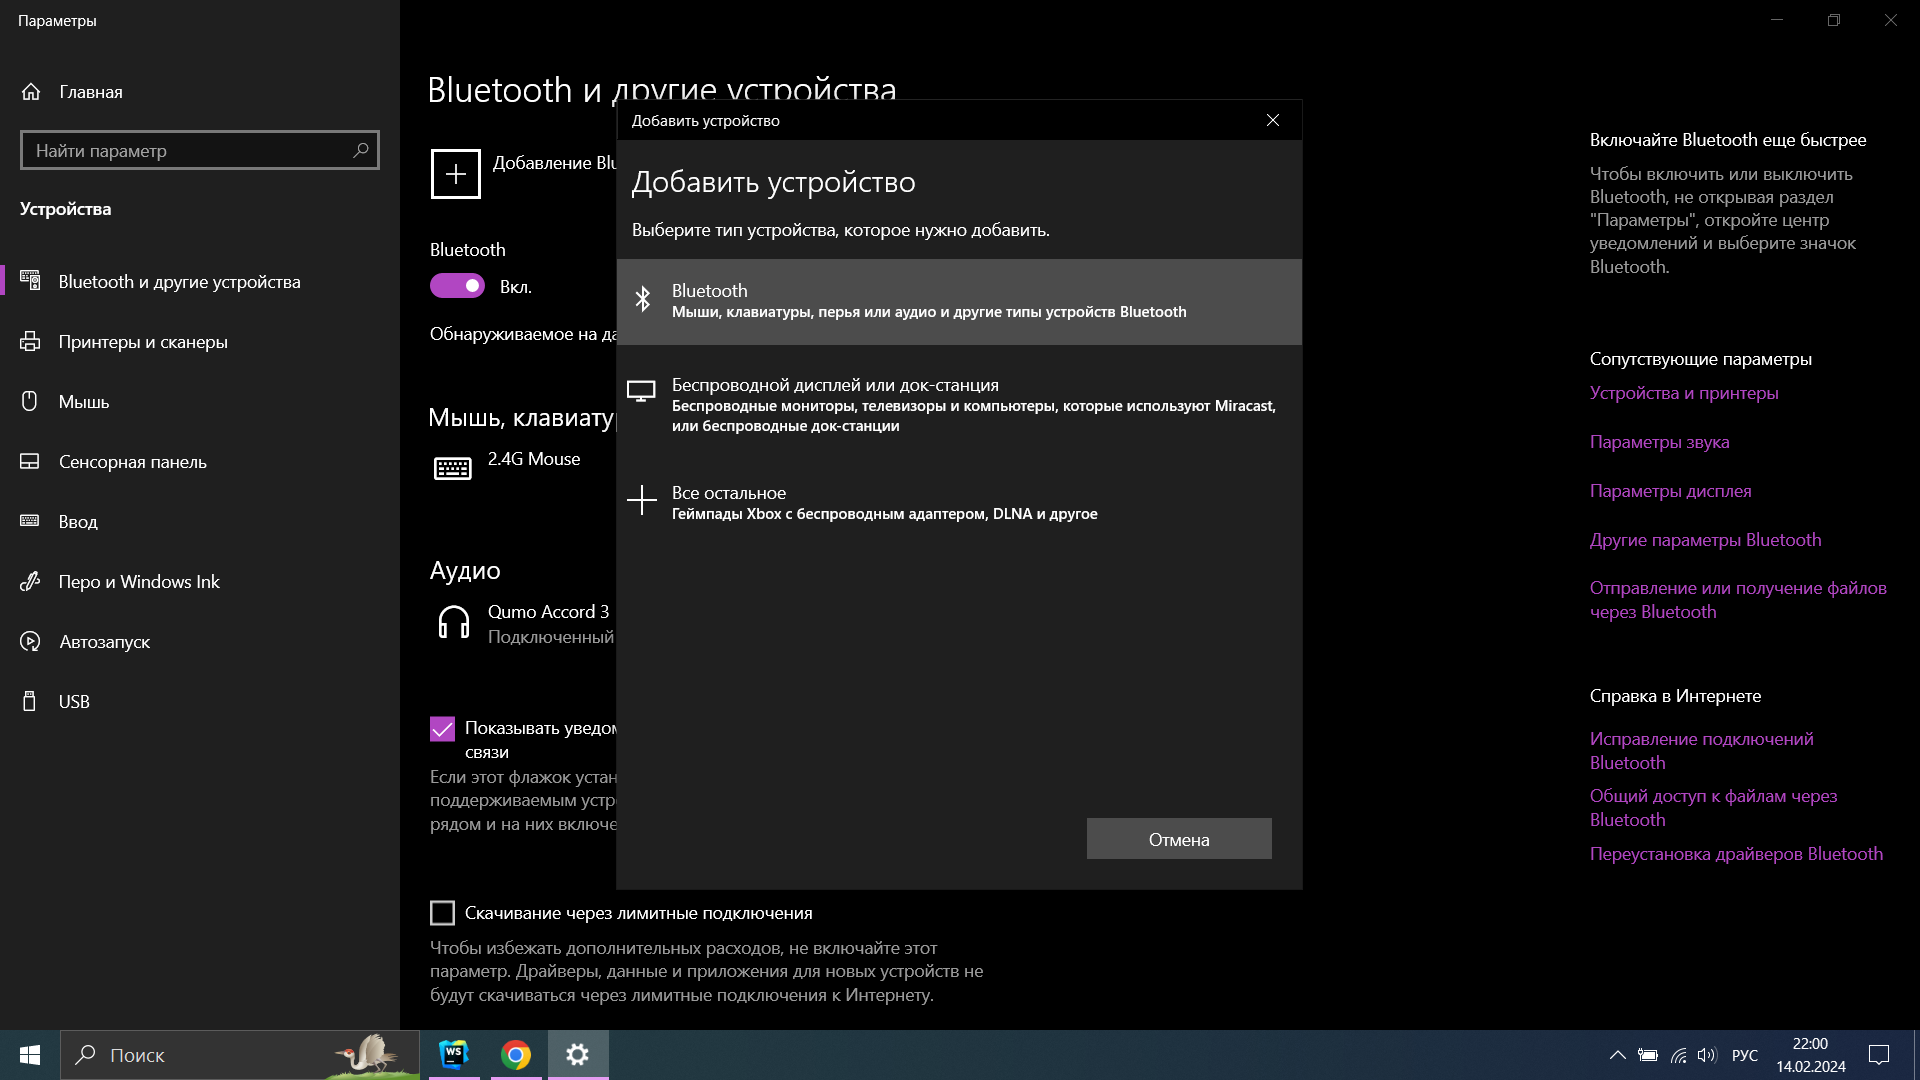 Параметры
Главная
Найти параметр
Устройства
Bluetooth и другие устройства
Принтеры и сканеры
Мышь
Сенсорная панель
Ввод
Перо и Windows Ink
Автозапуск
USB
Bluetooth и другие устройства
Добавление Blu
Bluetooth
Вкл.
Обнаруживаемое на да
Мышь, клавиату
2.4G Mouse
Аудио
Qumo Accord 3
Подключенный
Показывать уведом
связи
Если этот флажок устан
поддерживаемым устр
рядом и на них включе
Скачивание через лимитные подключения
Чтобы избежать дополнительных расходов, не включайте этот
параметр. Драйверы, данные и приложения для новых устройств не
будут скачиваться через лимитные подключения к Интернету.
Добавить устройство
Добавить устройство
Выберите тип устройства, которое нужно добавить.
Bluetooth
Мыши, клавиатуры, перья или аудио и другие типы устройств Bluetooth
Беспроводной дисплей или док-станция
Беспроводные мониторы, телевизоры и компьютеры, которые используют Miracast,
или беспроводные док-станции
Все остальное
Геймпады Xbox с беспроводным адаптером, DLNA и другое
Отмена
Включайте Bluetooth еще быстрее
Чтобы включить или выключить
Bluetooth, не открывая раздел
"Параметры", откройте центр
уведомлений и выберите значок
Bluetooth.
Сопутствующие параметры
Устройства и принтеры
Параметры звука
Параметры дисплея
Другие параметры Bluetooth
Отправление или получение файлов
через Bluetooth
Справка в Интернете
Исправление подключений
Bluetooth
Общий доступ к файлам через
Bluetooth
Переустановка драйверов Bluetooth
Поиск
WS
РУС
22:00
14.02.2024